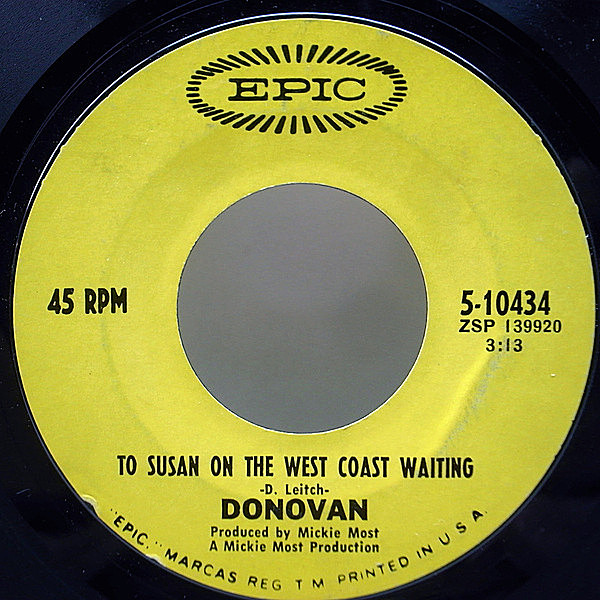 EPIC
45 RPM
5-10434
ZSP 139920
3:13
TO SUSAN ON THE WEST COAST WAITING
-D. Leitch-
DONOVAN
Produced by Mickie Most
A Mickie Most Production
"EPIC," MARCAS REG T M PRINTED IN U S A.